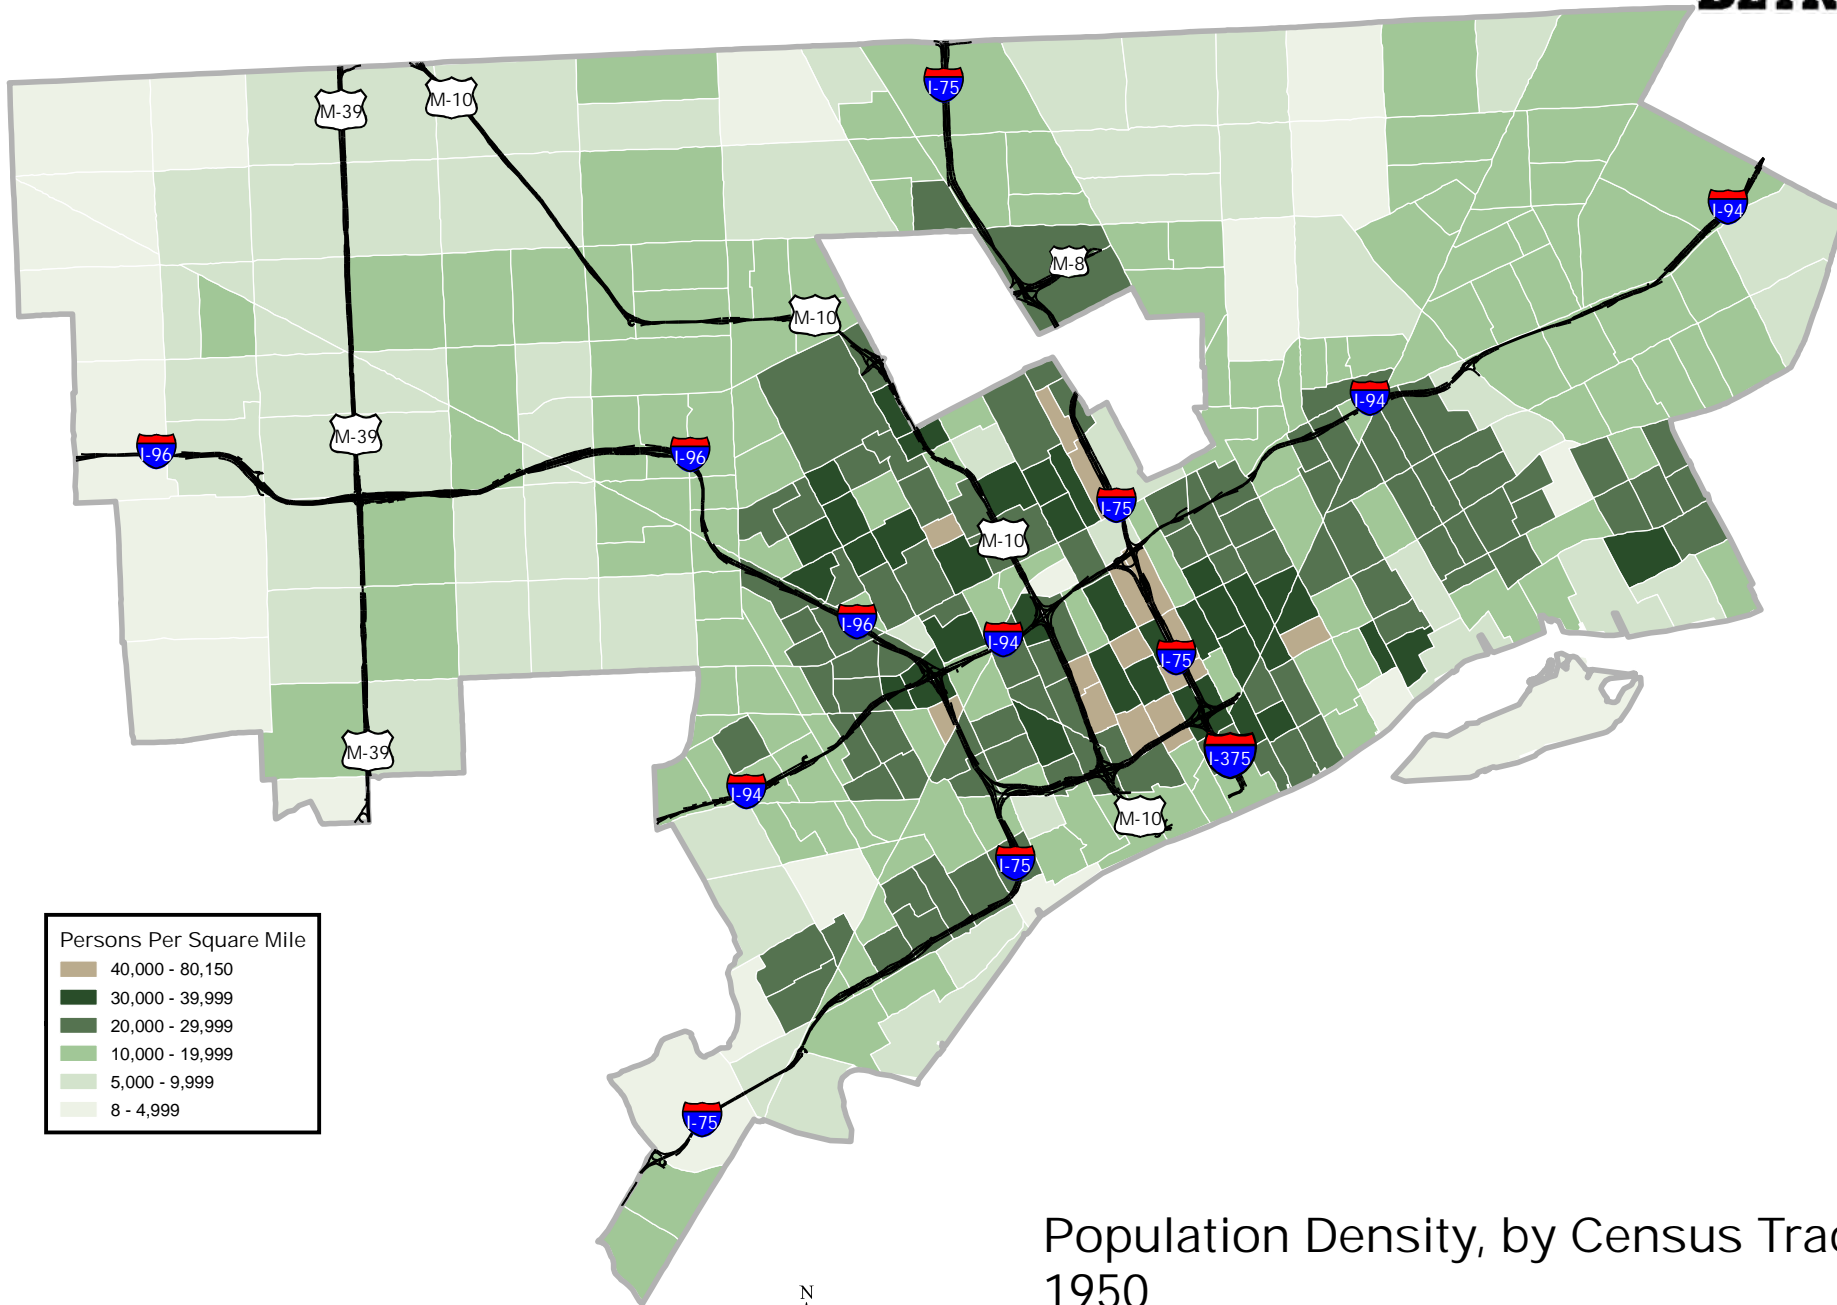 I-75
M-39
M-10
I-94
M-8
M-10
I-94
M-39
I-96
I-96
I-75
M-10
I-96
I-94
I-75
M-39
I-375
I-94
M-10
I-75
Persons Per Square Mile
40,000 - 80,150
30,000 - 39,999
20,000 - 29,999
10,000 - 19,999
5,000 - 9,999
8 - 4,999
I-75
Population Density, by Census
1950
N